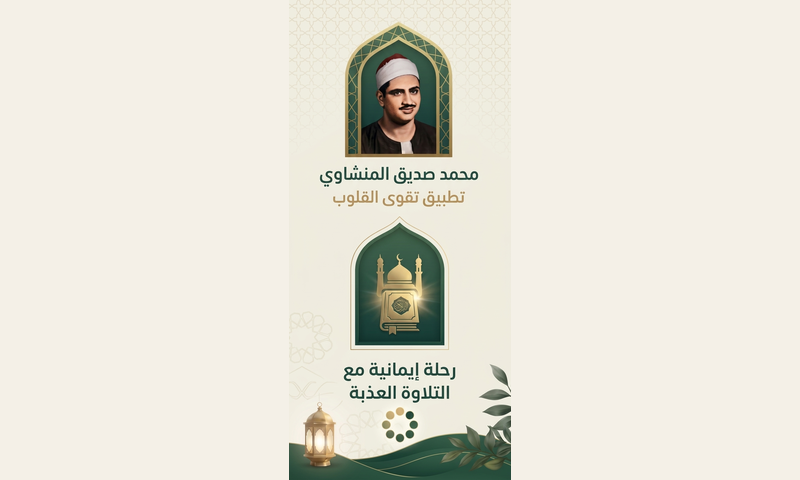 محمد صديق المنشاوي
تطبيق تقوى القلوب
رحلة إيمانية مع
التلاوة العذبة